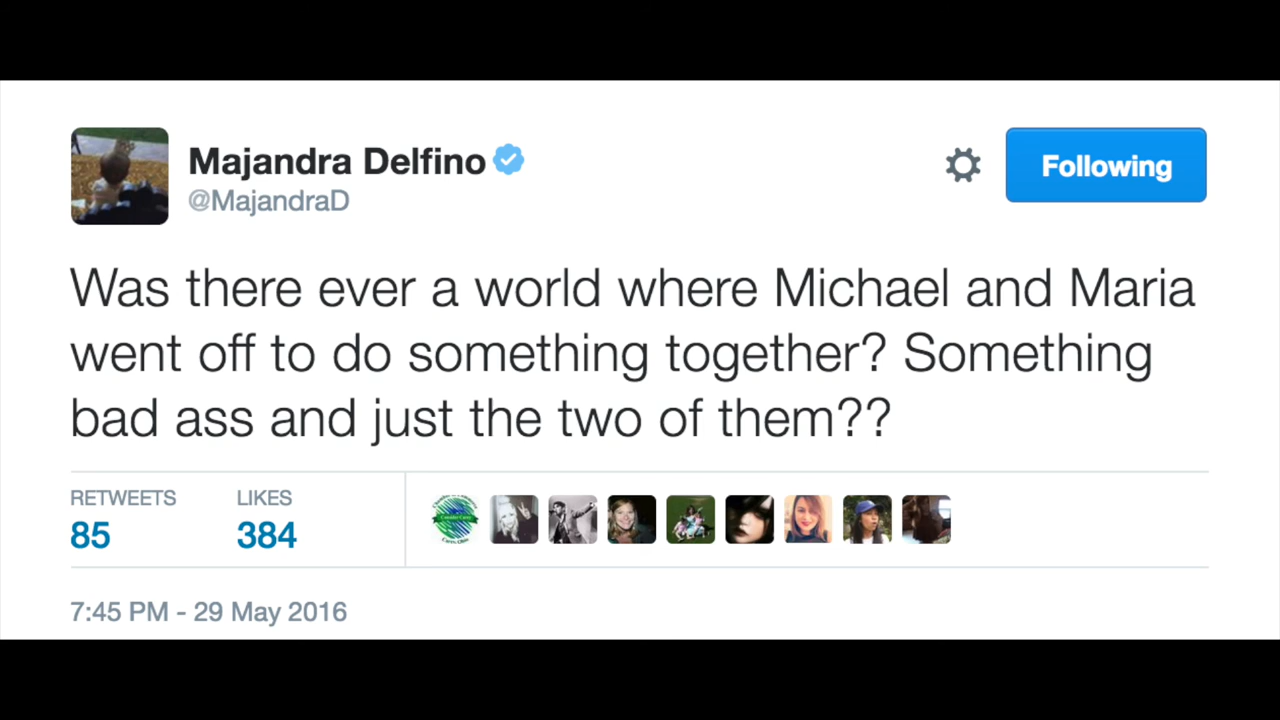 Majandra Delfino
@MajandraD
Following
Was there ever a world where Michael and Maria
went off to do something together? Something
bad ass and just the two of them??
RETWEETS LIKES
85 384
7:45 PM - 29 May 2016